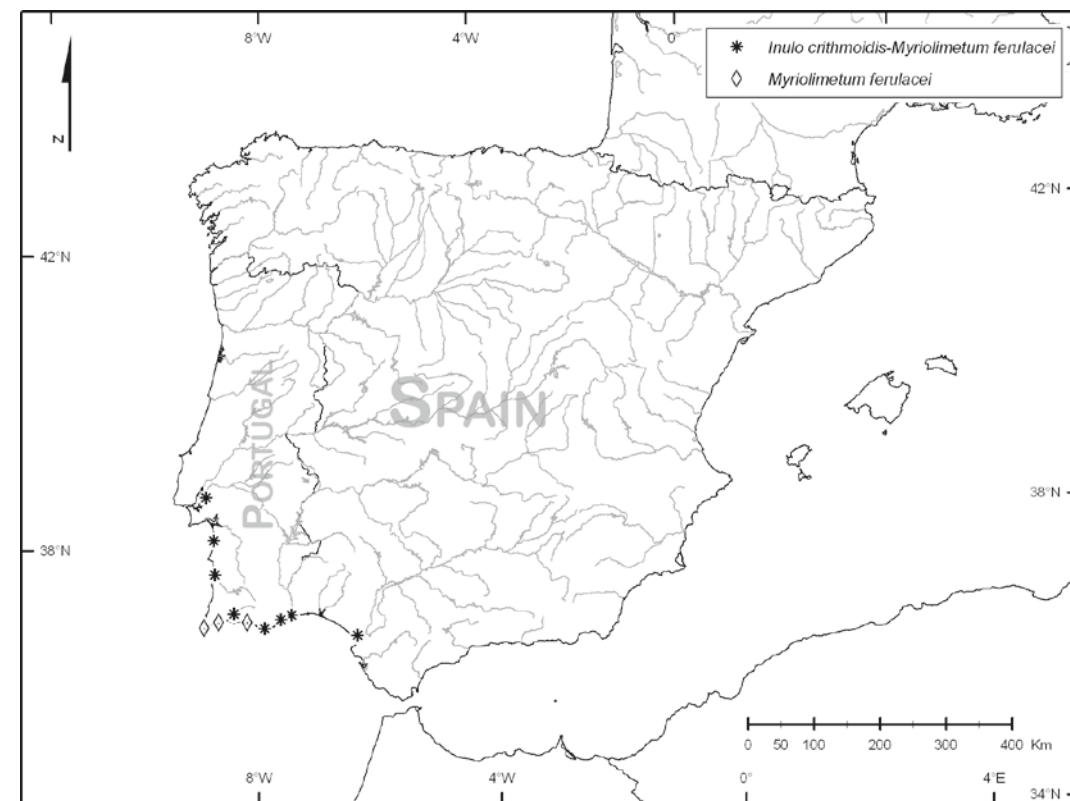 8°W
4°W
0
Inulo crithmoidis-Myriolimetum ferulacei
Myriolimetum ferulacei
N
42°N
42°N
SPAIN
PORTUGAL
38°N
38°N
0 50 100 200 300 400 Km
8°W
4°W
0°
4°E
34°N